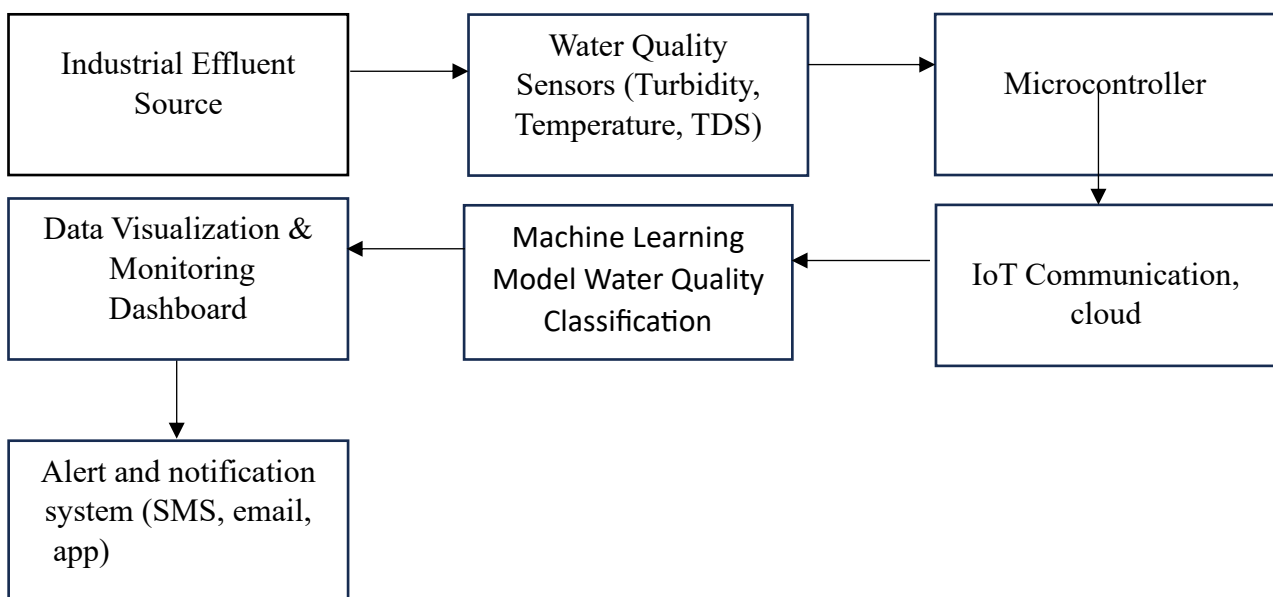 Industrial Effluent
Source
Water Quality
Sensors (Turbidity,
Temperature, TDS)
Microcontroller
IoT Communication,
cloud
Machine Learning
Model Water Quality
Classification
Data Visualization &
Monitoring
Dashboard
Alert and notification
system (SMS, email,
app)